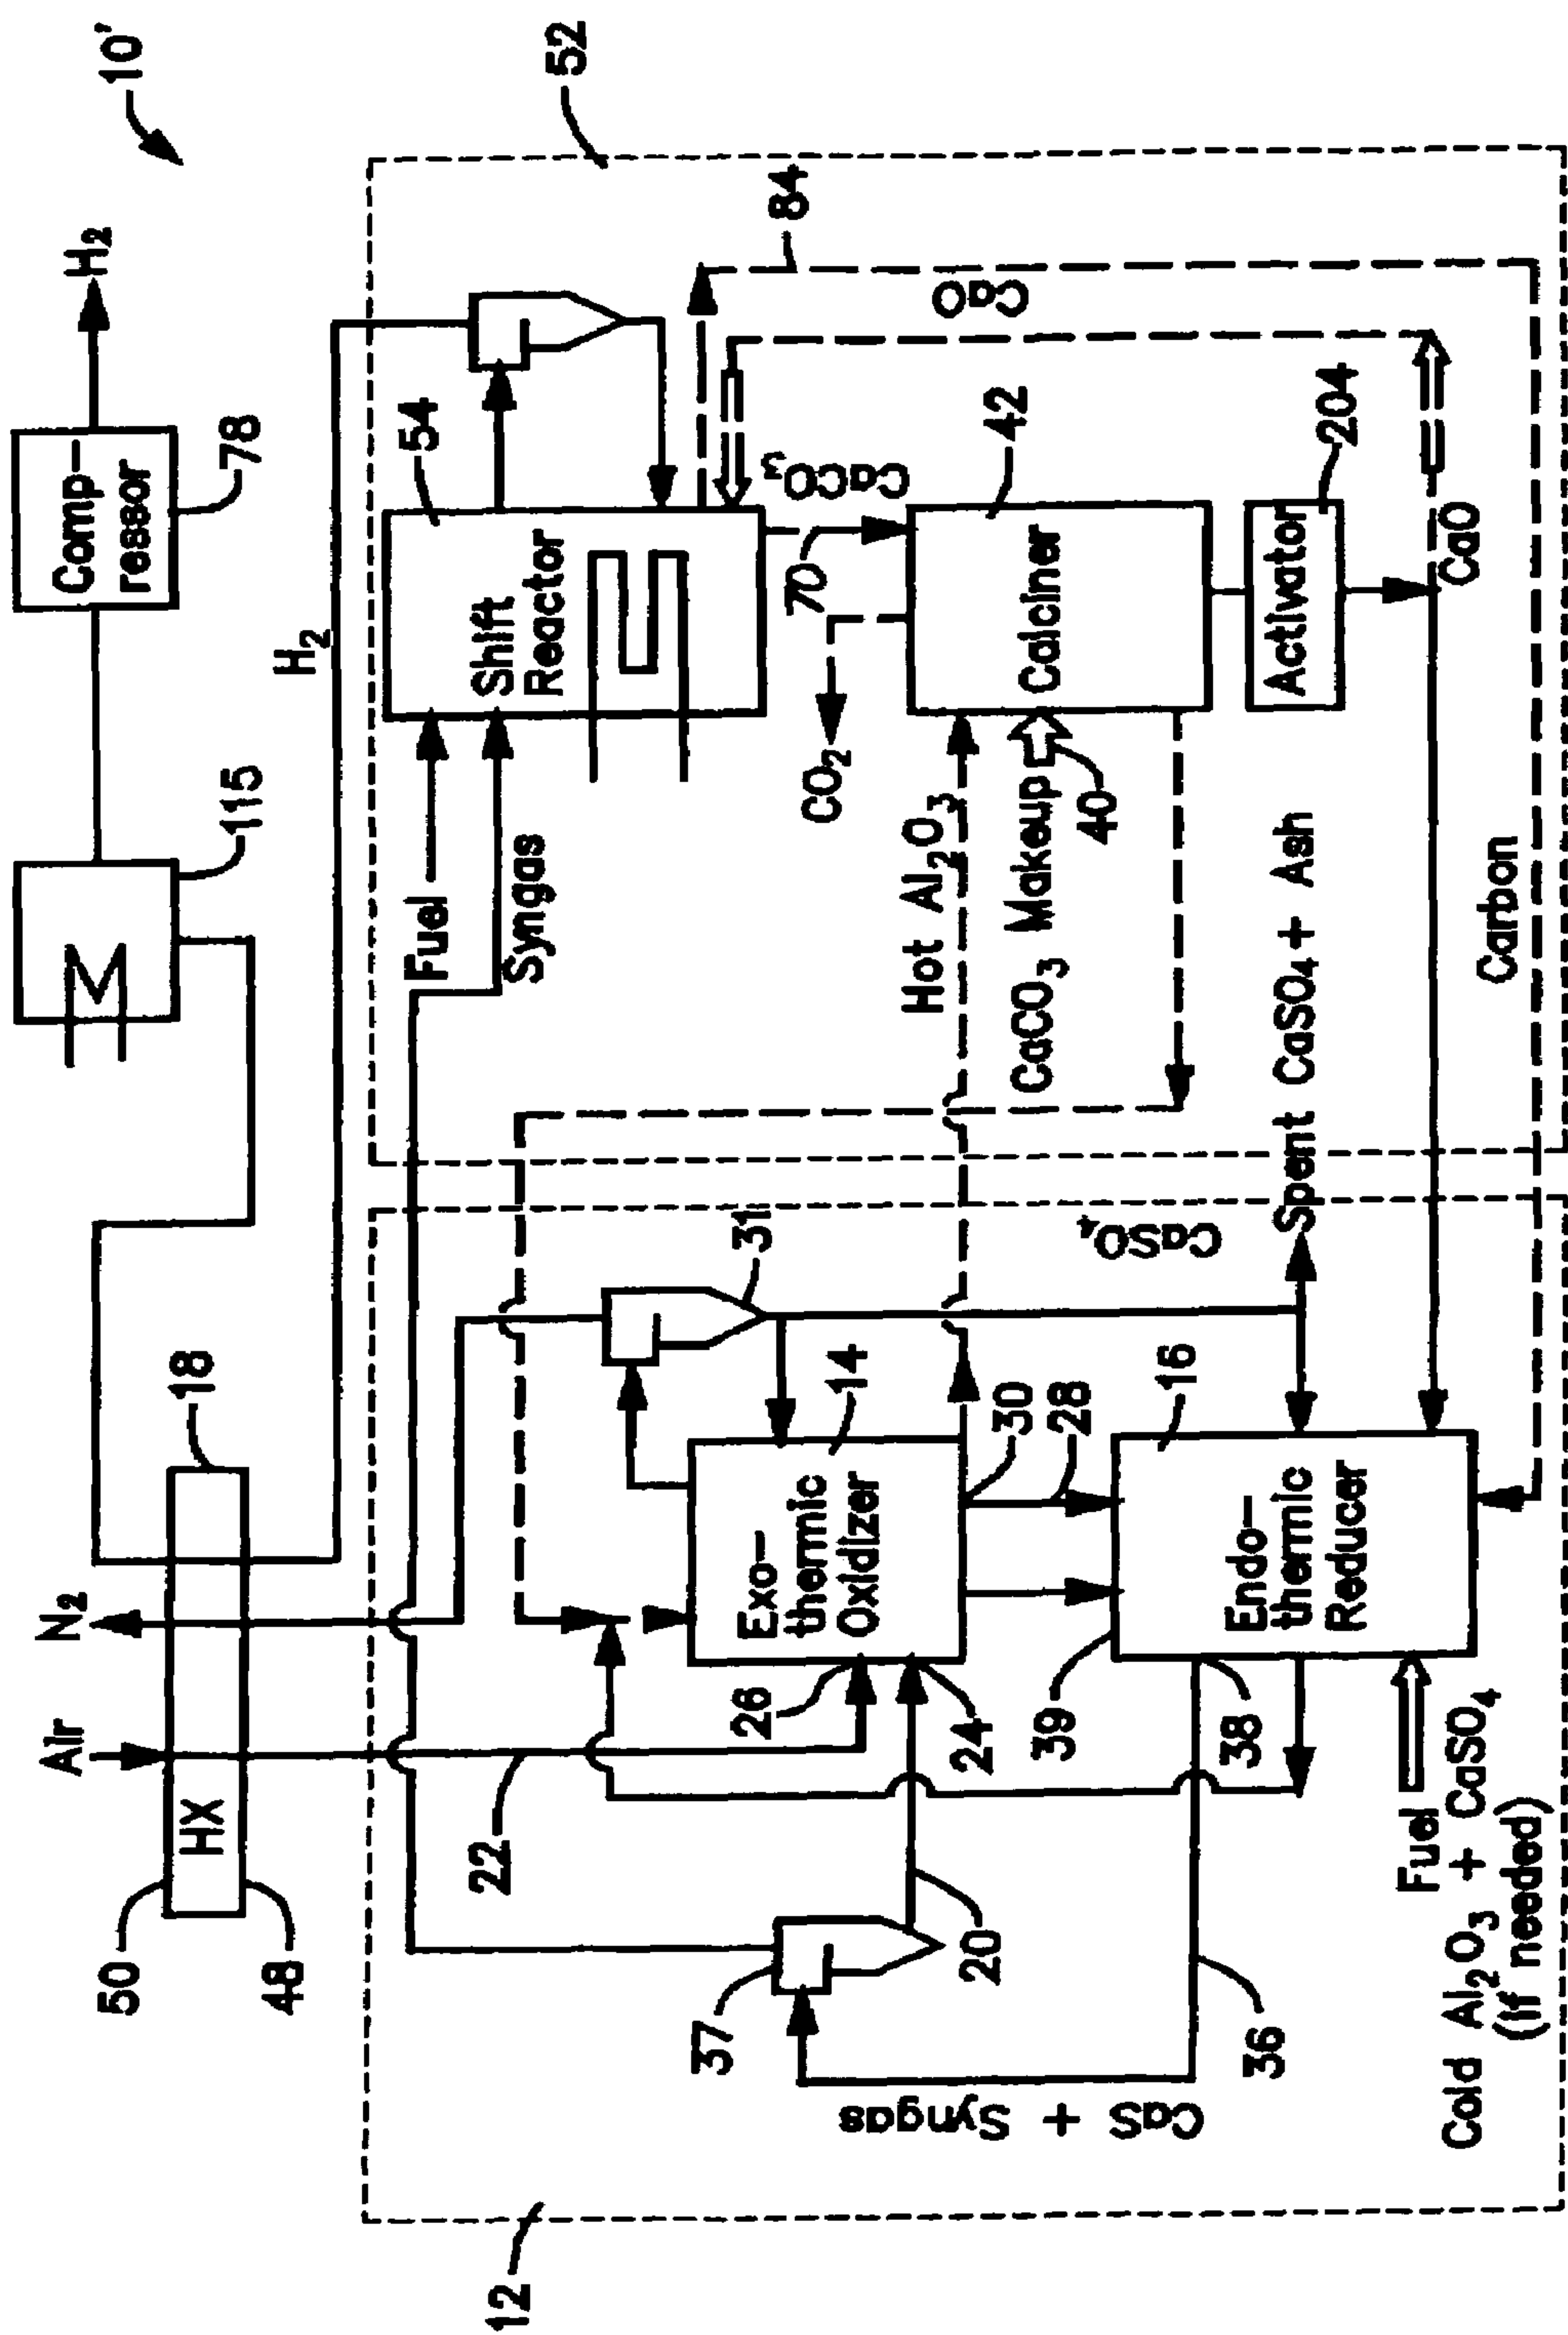 10'
Air
N₂
H₂
HX
18
50
48
115
Comp-
ressor
78
H₂
12
52
22
37
20
CaS + Syngas
36
26
24
Exo-
thermic
Oxidizer
14
31
30
28
39
38
Endo-
thermic
Reducer
16
CaSO₄
Fuel
Cold Al₂O₃ + CaSO₄
(If needed)
Fuel
Syngas
Shift
Reactor
54
84
CaO
CaCO₃
70
CO₂
Hot Al₂O₃
CaCO₃ Makeup
40
Calciner
42
Activator
204
Spent CaSO₄ + Ash
CaO
Carbon